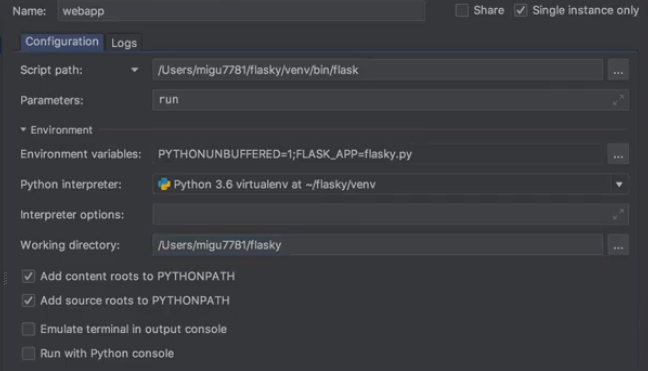 Name: webapp Share Single instance only
Configuration Logs
Script path: /Users/migu7781/flasky/venv/bin/flask ...
Parameters: run
Environment
Environment variables: PYTHONUNBUFFERED=1;FLASK_APP=flasky.py ...
Python interpreter: Python 3.6 virtualenv at ~/flasky/venv
Interpreter options:
Working directory: /Users/migu7781/flasky ...
Add content roots to PYTHONPATH
Add source roots to PYTHONPATH
Emulate terminal in output console
Run with Python console